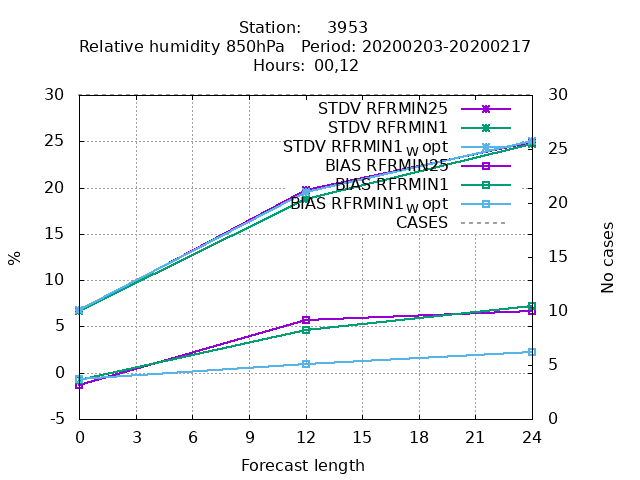 Station: 3953
Relative humidity 850hPa Period: 20200203-20200217
Hours: 00,12
30
25
20
15
10
5
0
-5
%
STDV RFRMIN25
STDV RFRMIN1
STDV RFRMIN1W opt
BIAS RFRMIN25
BIAS RFRMIN1
BIAS RFRMIN1W opt
CASES
30
25
20
15
10
5
0
No cases
0 3 6 9 12 15 18 21 24
Forecast length